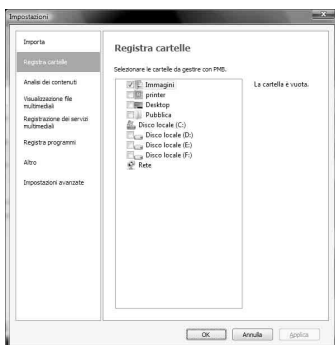 Impostazioni
Importa
Registra cartelle
Analisi dei contenuti
Visualizzazione file
multimediali
Registrazione dei servizi
multimediali
Registra programmi
Altro
Impostazioni avanzate
Registra cartelle
Selezionare le cartelle da gestire con PMB.
Immagini
printer
Desktop
Pubblica
Disco locale (C:)
Disco locale (D:)
Disco locale (E:)
Disco locale (F:)
Rete
La cartella è vuota.
OK
Annulla
Applica